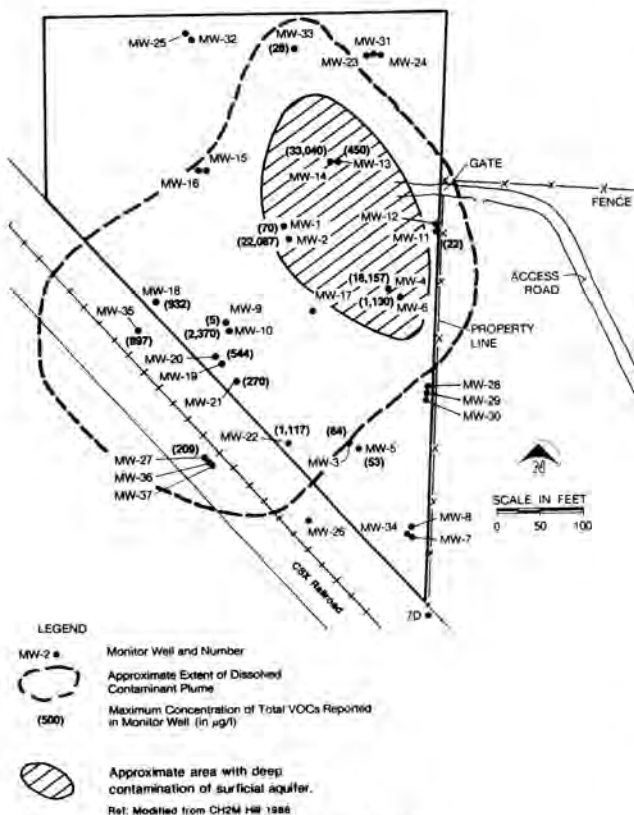 MW-33
(28)
MW-25
MW-32
MW-31
MW-23
MW-24
(33,040)
(450)
MW-15
MW-13
MW-14
MW-16
GATE
FENCE
(70)
MW-1
MW-12
(22,087)
MW-2
MW-11
(22)
ACCESS
ROAD
MW-18
(932)
MW-4
MW-17
(1,130)
MW-6
MW-35
(5)
MW-9
(2,370)
MW-10
PROPERTY
LINE
(897)
MW-20
(544)
MW-19
MW-21
(270)
MW-28
MW-29
MW-30
(1,117)
MW-22
MW-3
MW-5
(53)
MW-27
(209)
MW-36
MW-37
N
SCALE IN FEET
0 50 100
MW-26
MW-34
MW-8
MW-7
CSX Railroad
7D
LEGEND
MW-2
Monitor Well and Number
Approximate Extent of Dissolved
Contaminant Plume
(500)
Maximum Concentration of Total VOCs Reported
in Monitor Well (in µg/l)
Approximate area with deep
contamination of surficial aquifer.
Ref: Modified from CH2M Hill 1986